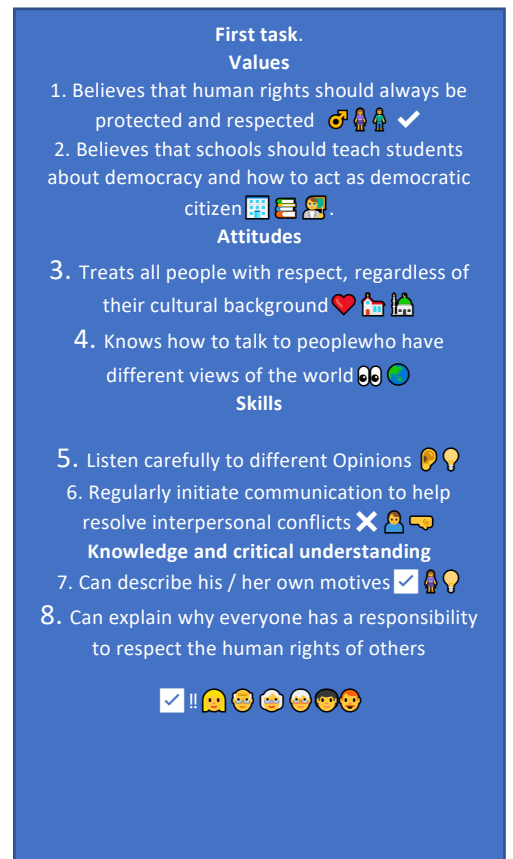 First task.
Values
1. Believes that human rights should always be
protected and respected ♂️🧍🏽‍♀️🧍🏽 ✔
2. Believes that schools should teach students
about democracy and how to act as democratic
citizen🏢 📚 👨‍🏫.
Attitudes
3. Treats all people with respect, regardless of
their cultural background❤️ ⛪ 🕌
4. Knows how to talk to peoplewho have
different views of the world👀 🌏
Skills
5. Listen carefully to different Opinions 👂💡
6. Regularly initiate communication to help
resolve interpersonal conflicts ❌ 🙍‍♂️ 🤜
Knowledge and critical understanding
7. Can describe his / her own motives ☑ 🧍🏽‍♀️💡
8. Can explain why everyone has a responsibility
to respect the human rights of others
☑ ‼ 👱‍♀️👴👵🧓👦👨‍🦰